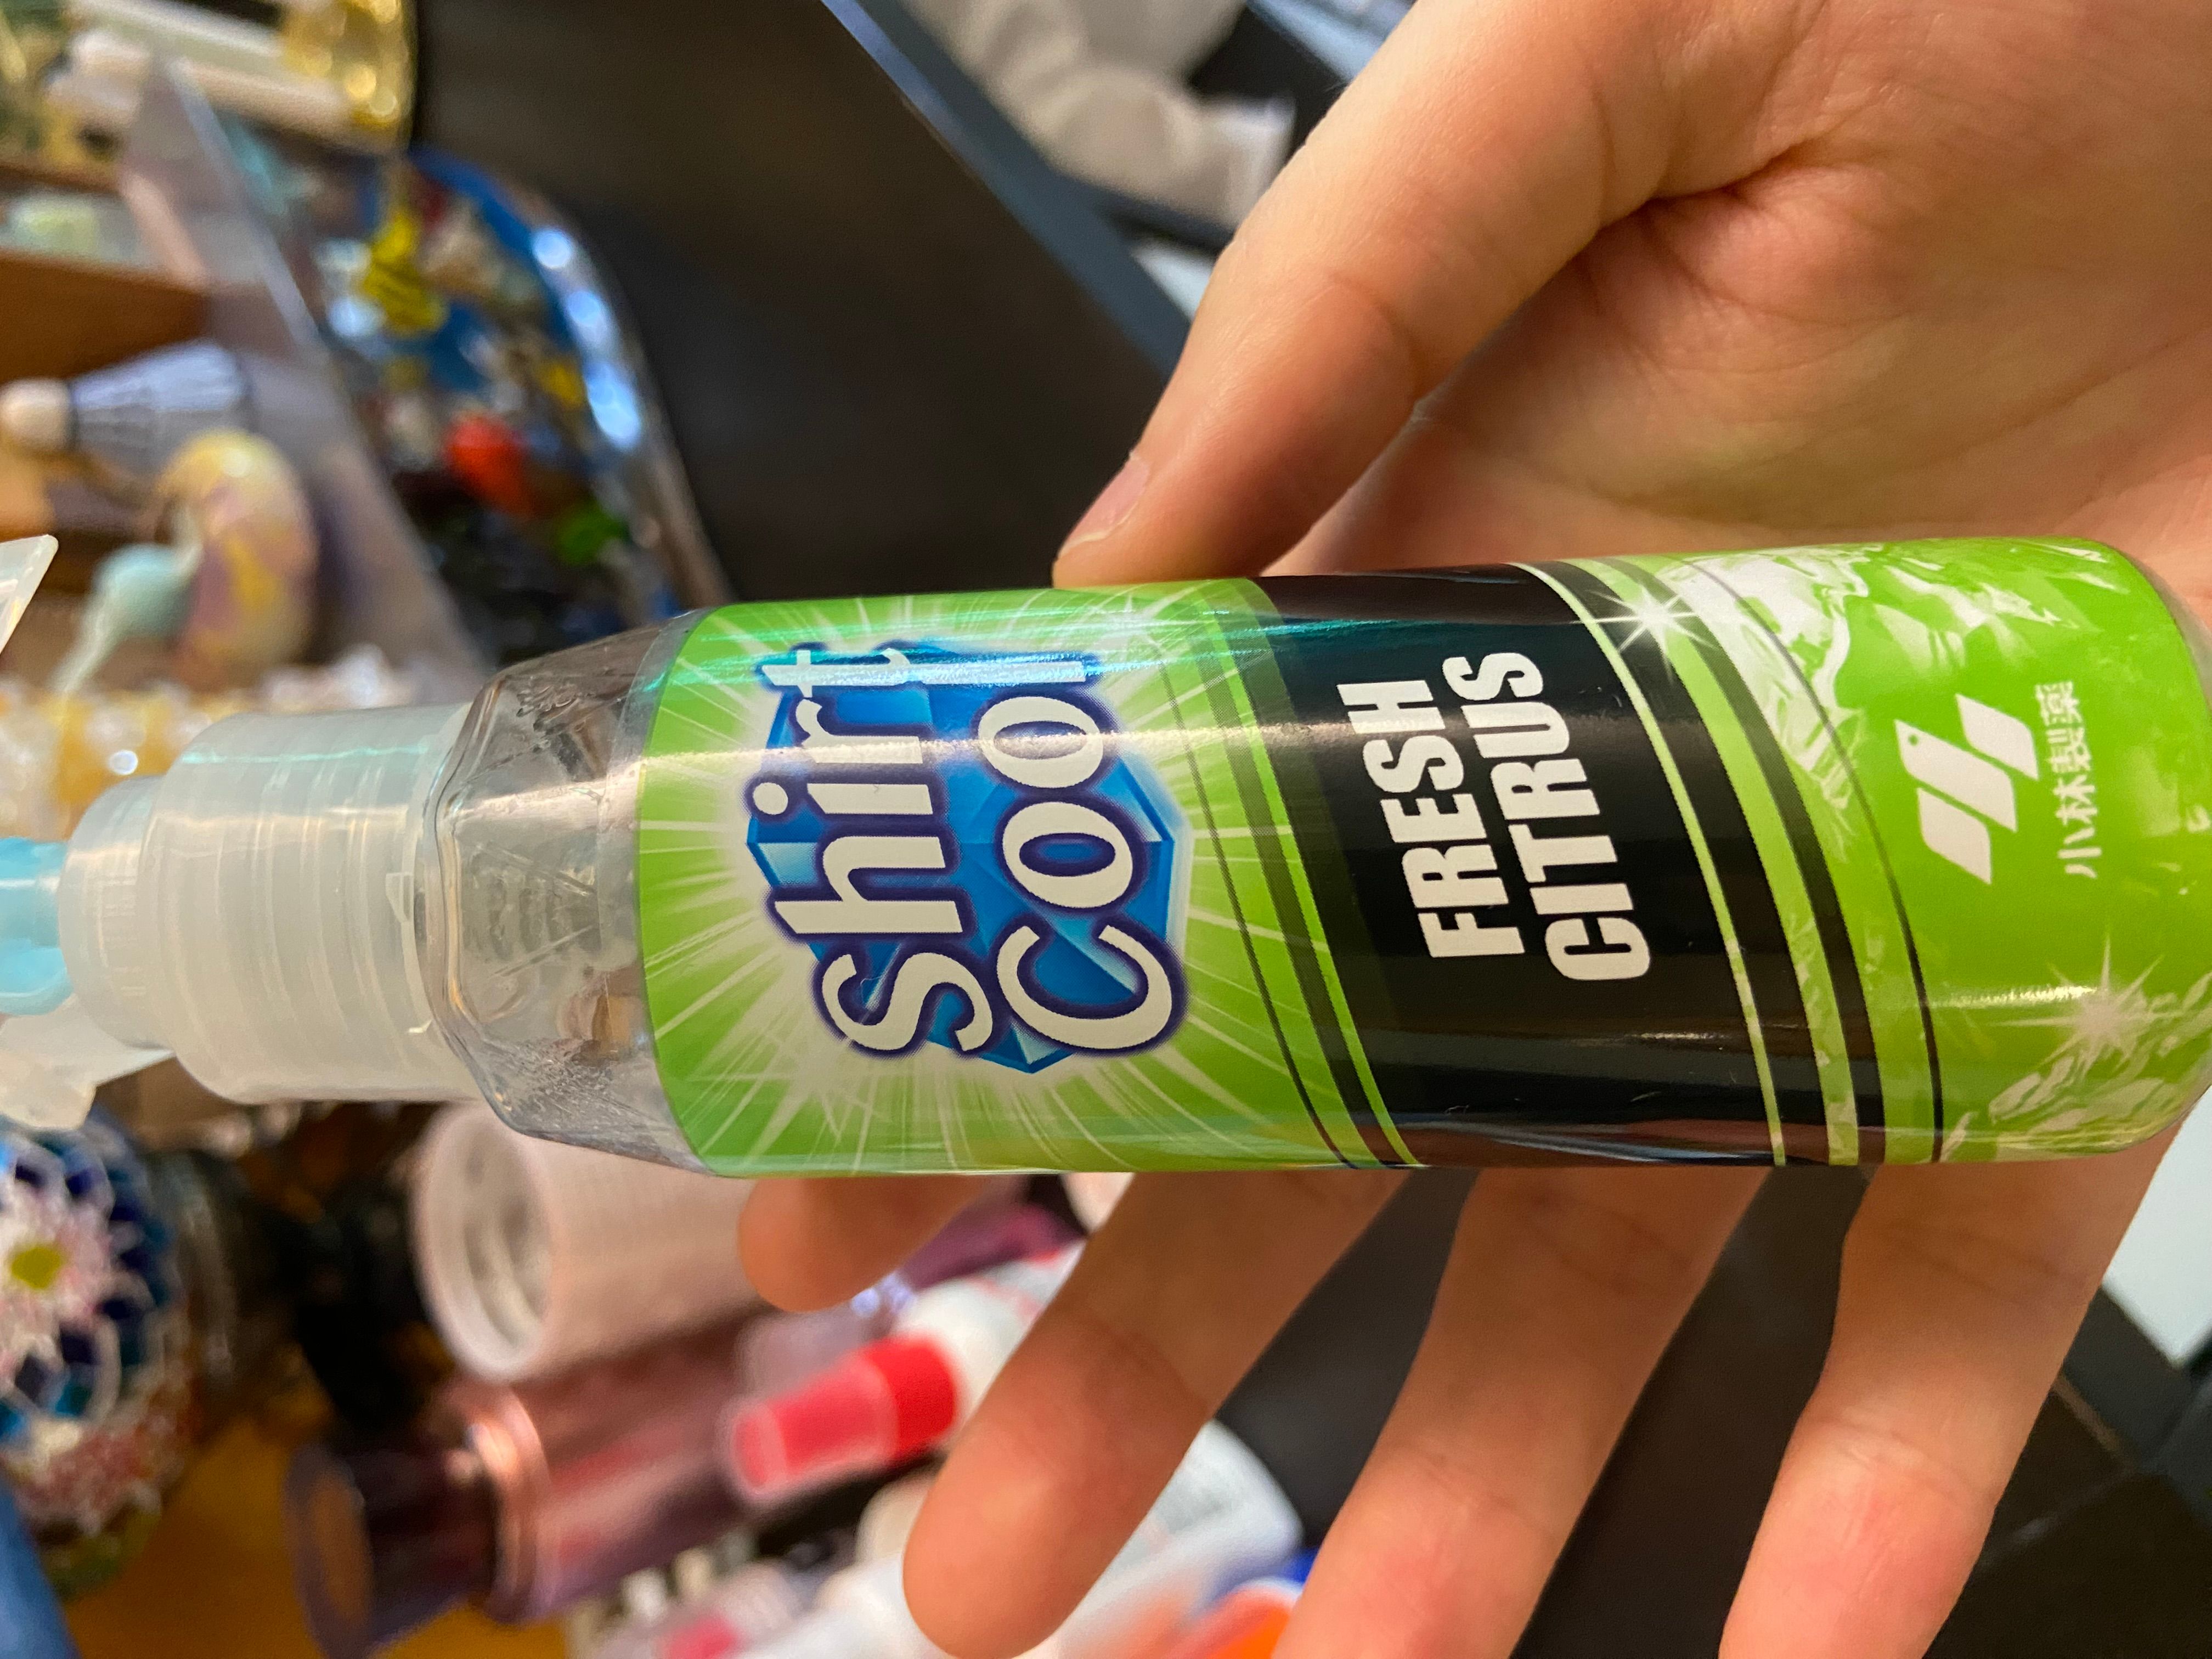 Shirt
Cool
FRESH
CITRUS
小林製薬